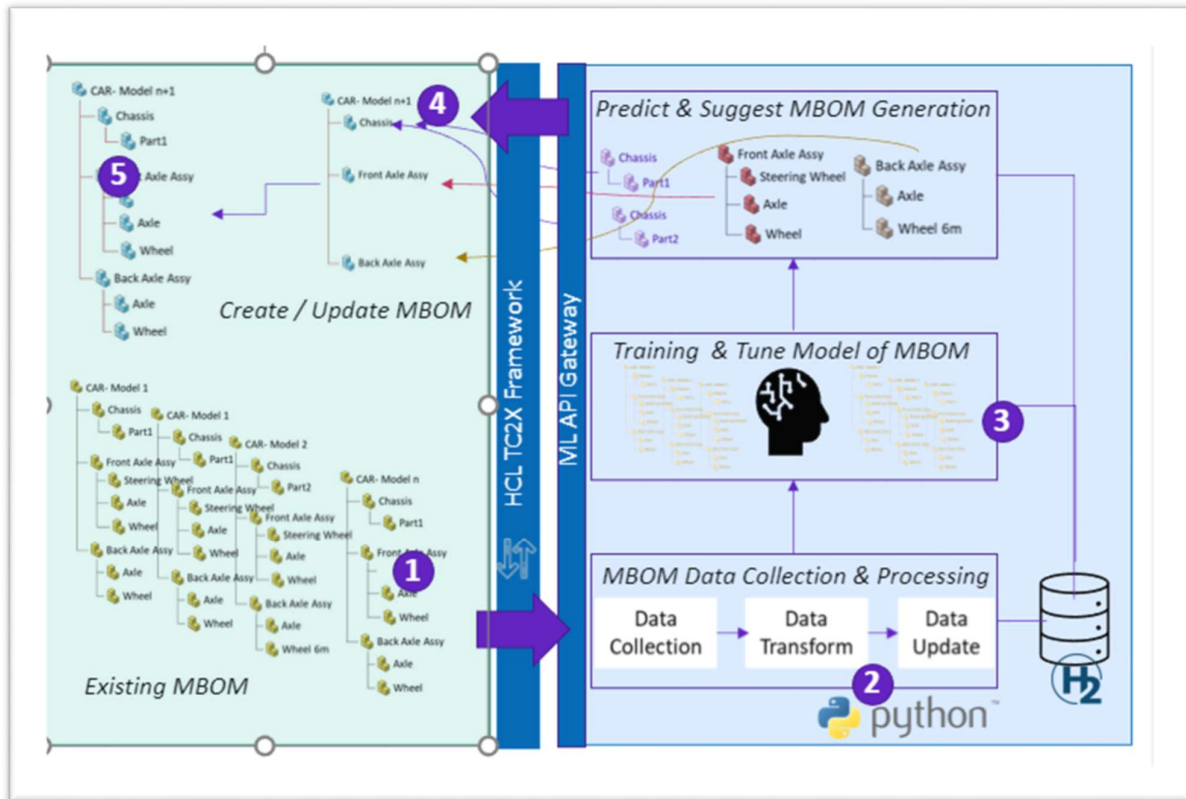 CAR- Model n+1
Chassis
Part1
5
Axle Assy
Axle
Wheel
Back Axle Assy
Axle
Wheel
CAR- Model n+1
4
Chassis
Front Axle Assy
Back Axle Assy
Create / Update MBOM
CAR- Model 1
Chassis
Part1
Front Axle Assy
Steering Wheel
Axle
Wheel
Back Axle Assy
Axle
Wheel
CAR- Model 1
Chassis
Part1
Front Axle Assy
Steering Wheel
Axle
Wheel
Back Axle Assy
Axle
Wheel
CAR- Model 2
Chassis
Part2
Front Axle Assy
Steering Wheel
Axle
Wheel
Back Axle Assy
Axle
Wheel 6m
CAR- Model n
Chassis
Part1
Front Axle Assy
1
Axle
Wheel
Back Axle Assy
Axle
Wheel
Existing MBOM
HCL TC2X Framework
ML API Gateway
Predict & Suggest MBOM Generation
Chassis
Part1
Chassis
Part2
Front Axle Assy
Steering Wheel
Axle
Wheel
Back Axle Assy
Axle
Wheel 6m
Training & Tune Model of MBOM
3
MBOM Data Collection & Processing
Data
Collection
Data
Transform
Data
Update
2
python™
H2